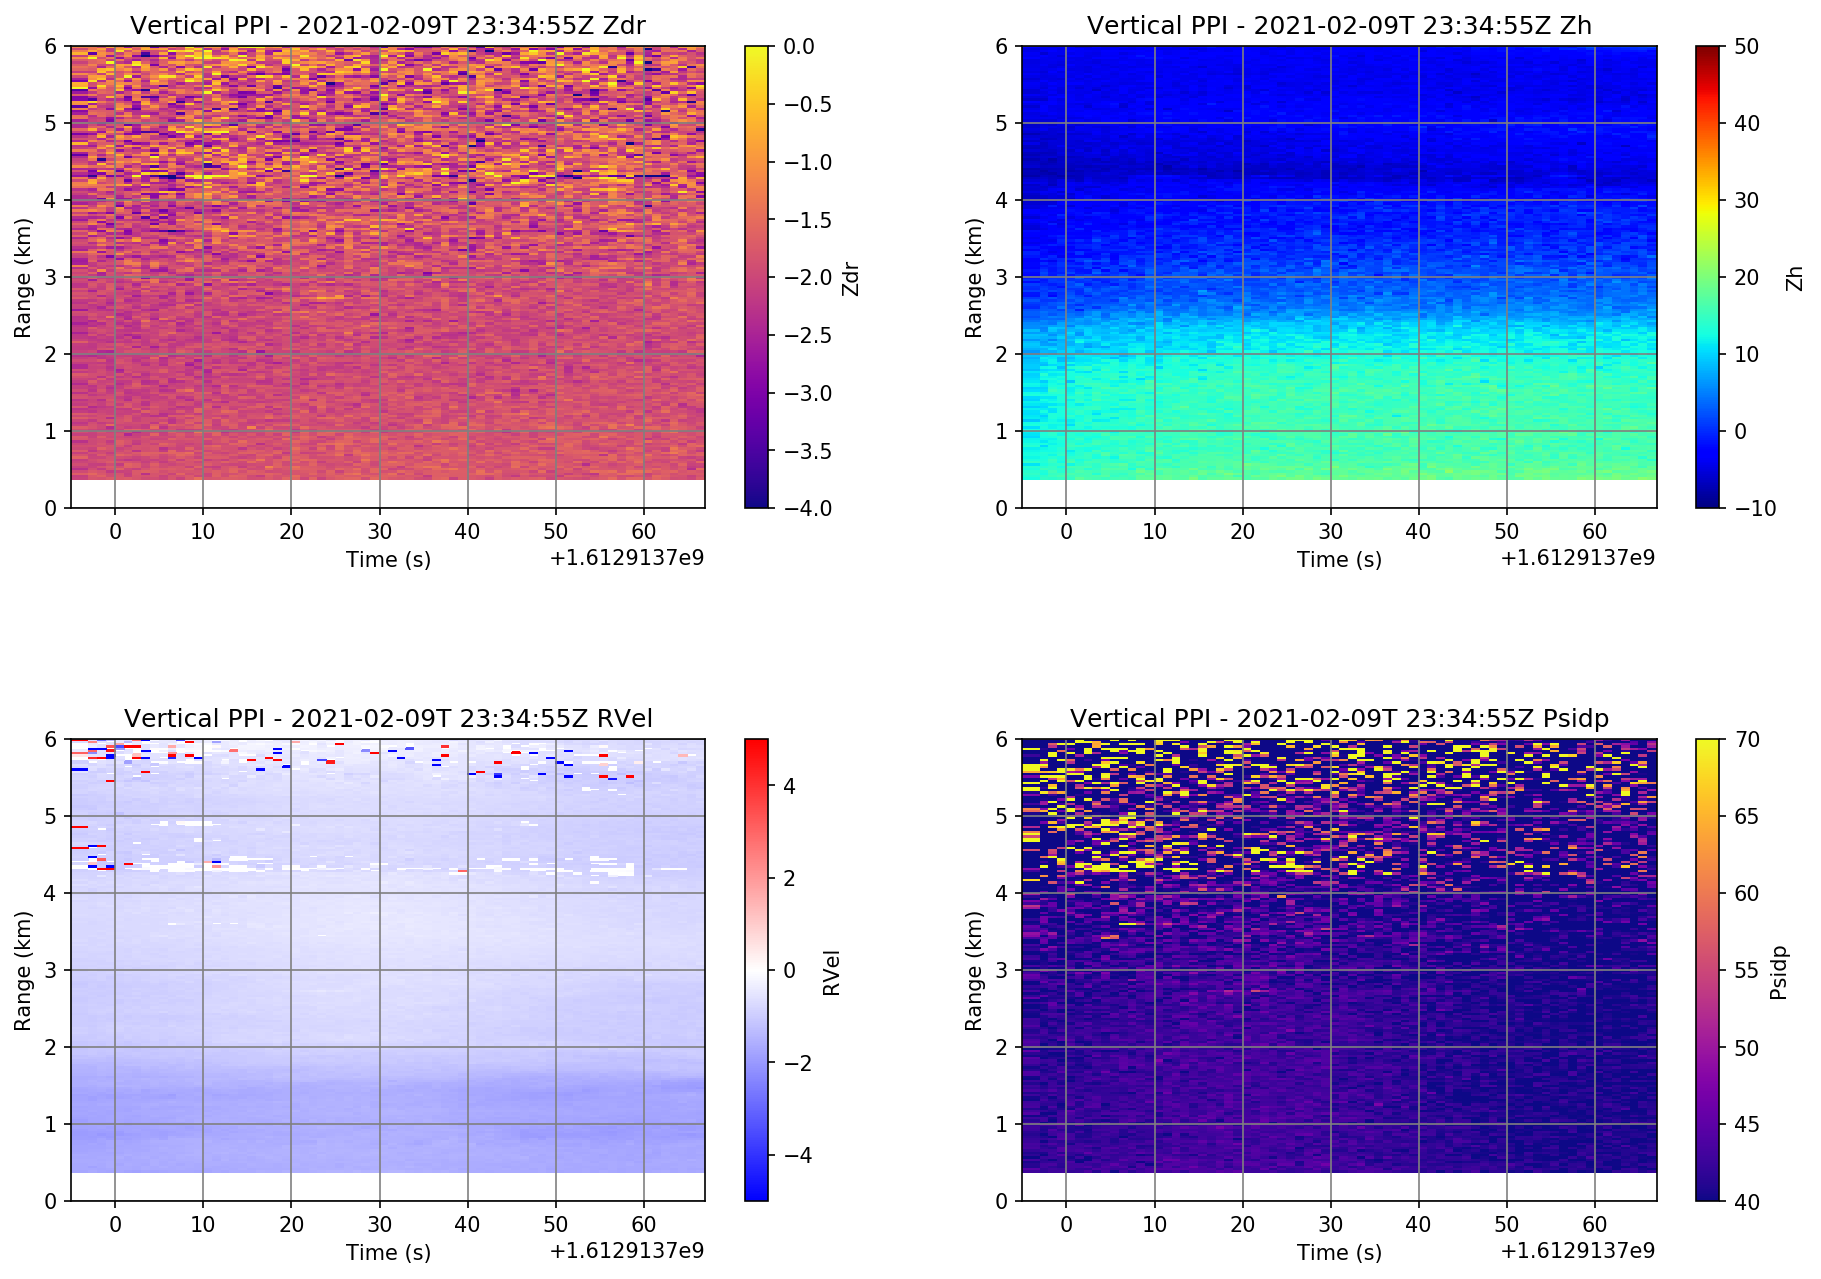 Vertical PPI - 2021-02-09T 23:34:55Z Zdr
6
5
4
3
2
1
0
Range (km)
0 10 20 30 40 50 60
Time (s)
+1.6129137e9
0.0
−0.5
−1.0
−1.5
−2.0
−2.5
−3.0
−3.5
−4.0
Zdr
Vertical PPI - 2021-02-09T 23:34:55Z Zh
6
5
4
3
2
1
0
Range (km)
0 10 20 30 40 50 60
Time (s)
+1.6129137e9
50
40
30
20
10
0
−10
Zh
Vertical PPI - 2021-02-09T 23:34:55Z RVel
6
5
4
3
2
1
0
Range (km)
0 10 20 30 40 50 60
Time (s)
+1.6129137e9
4
2
0
−2
−4
RVel
Vertical PPI - 2021-02-09T 23:34:55Z Psidp
6
5
4
3
2
1
0
Range (km)
0 10 20 30 40 50 60
Time (s)
+1.6129137e9
70
65
60
55
50
45
40
Psidp